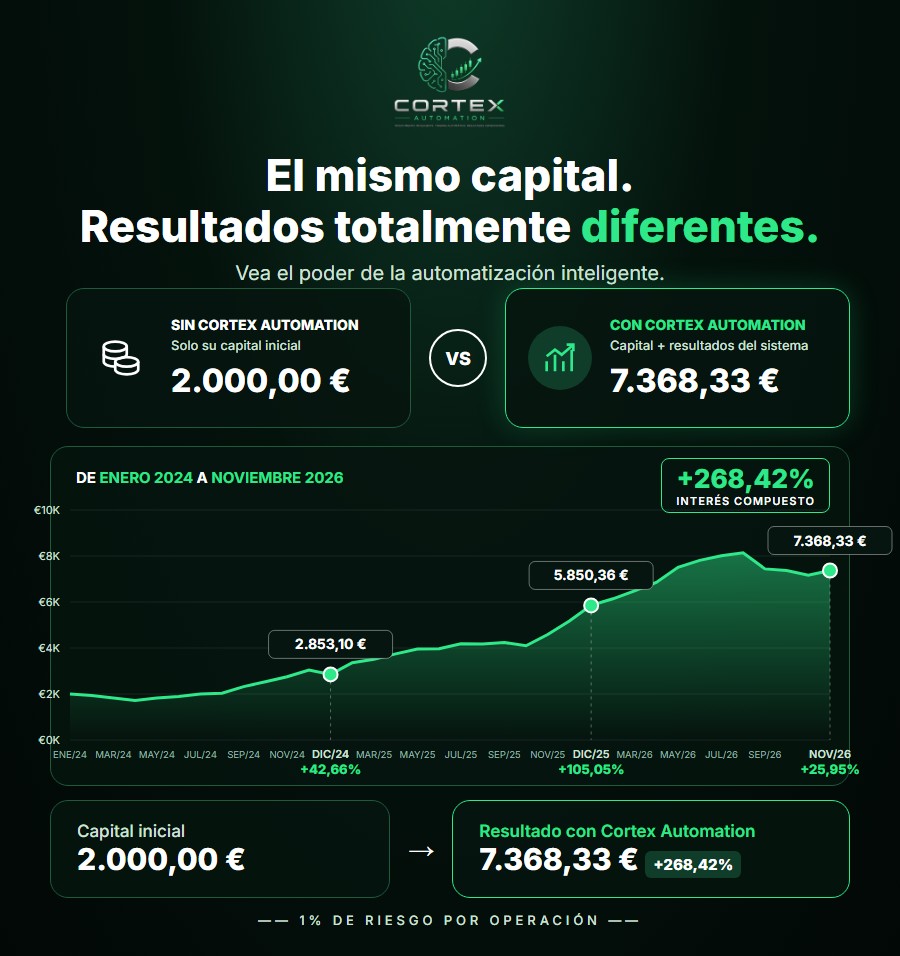 CORTEX
AUTOMATION
El mismo capital.
Resultados totalmente diferentes.
Vea el poder de la automatización inteligente.
SIN CORTEX AUTOMATION
Solo su capital inicial
2.000,00 €
VS
CON CORTEX AUTOMATION
Capital + resultados del sistema
7.368,33 €
DE ENERO 2024 A NOVIEMBRE 2026
+268,42%
INTERÉS COMPUESTO
€10K
€8K
€6K
€4K
€2K
€0K
2.853,10 €
5.850,36 €
7.368,33 €
ENE/24 MAR/24 MAY/24 JUL/24 SEP/24 NOV/24 DIC/24 MAR/25 MAY/25 JUL/25 SEP/25 NOV/25 DIC/25 MAR/26 MAY/26 JUL/26 SEP/26 NOV/26
+42,66% +105,05% +25,95%
Capital inicial
2.000,00 €
→
Resultado con Cortex Automation
7.368,33 € +268,42%
—— 1% DE RIESGO POR OPERACIÓN ——